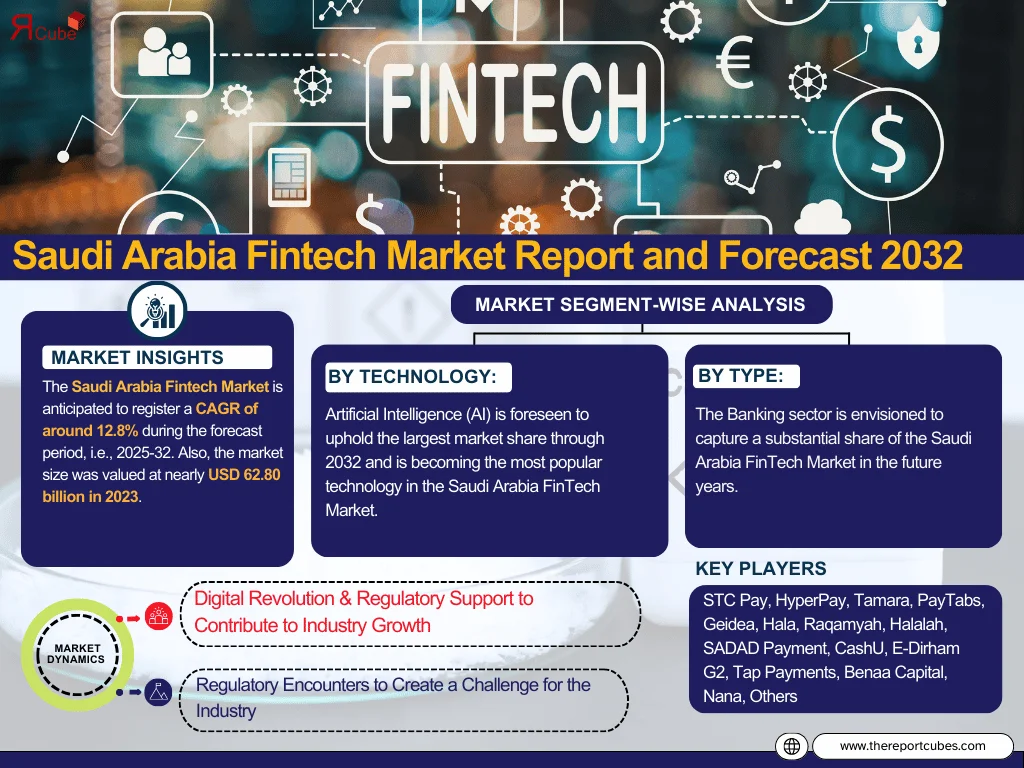 ЯCube
FINTECH
Saudi Arabia Fintech Market Report and Forecast 2032
MARKET INSIGHTS
The Saudi Arabia Fintech Market is
anticipated to register a CAGR of
around 12.8% during the forecast
period, i.e., 2025-32. Also, the market
size was valued at nearly USD 62.80
billion in 2023.
MARKET SEGMENT-WISE ANALYSIS
BY TECHNOLOGY:
Artificial Intelligence (AI) is foreseen to
uphold the largest market share through
2032 and is becoming the most popular
technology in the Saudi Arabia FinTech
Market.
BY TYPE:
The Banking sector is envisioned to
capture a substantial share of the Saudi
Arabia FinTech Market in the future
years.
MARKET
DYNAMICS
Digital Revolution & Regulatory Support to
Contribute to Industry Growth
Regulatory Encounters to Create a Challenge for the
Industry
KEY PLAYERS
STC Pay, HyperPay, Tamara, PayTabs,
Geidea, Hala, Raqamyah, Halalah,
SADAD Payment, CashU, E-Dirham
G2, Tap Payments, Benaa Capital,
Nana, Others
www.thereportcubes.com